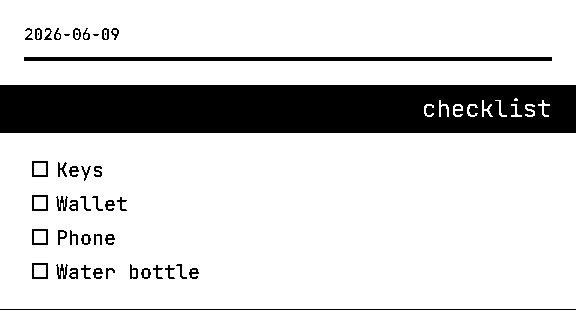 2026-06-09
checklist
☐ Keys
☐ Wallet
☐ Phone
☐ Water bottle